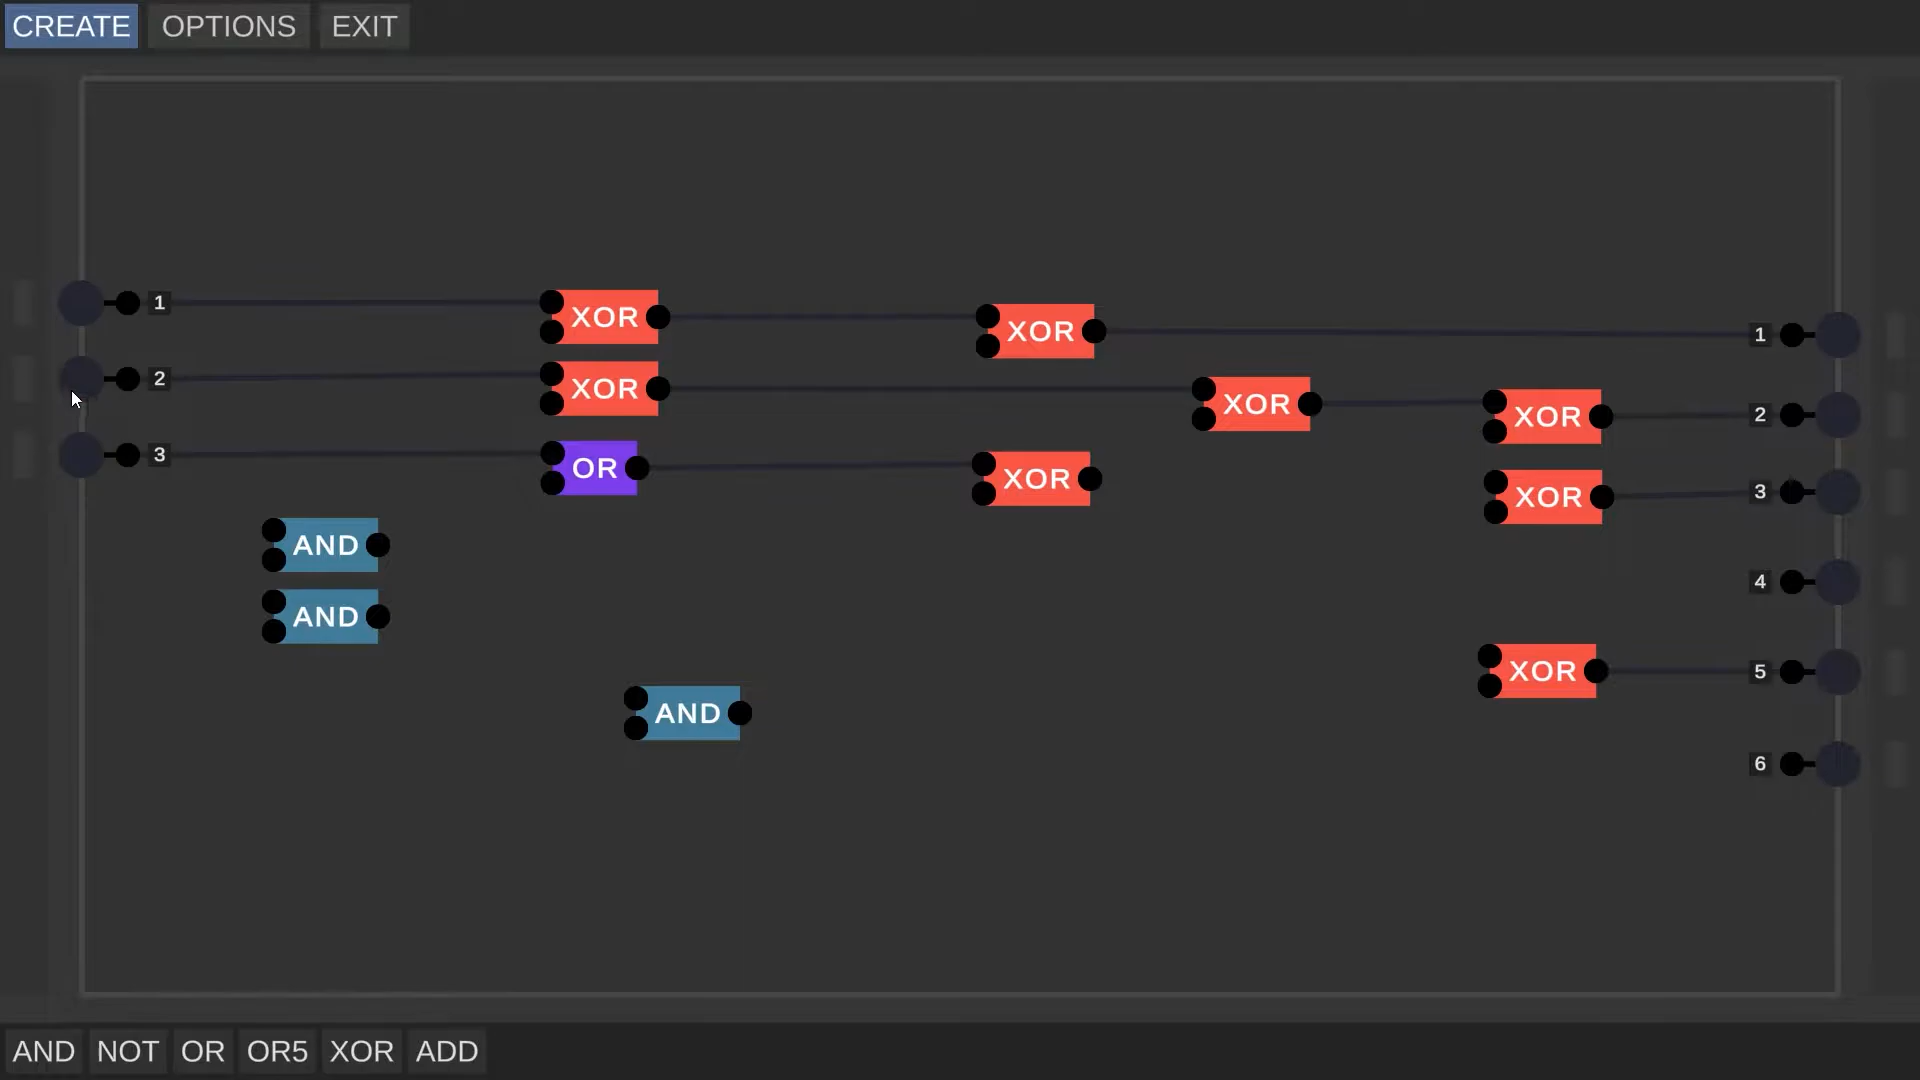 CREATE OPTIONS EXIT
1 XOR XOR 1
2 XOR XOR XOR 2
3 OR XOR XOR 3
AND
4
AND
XOR 5
AND
6
AND NOT OR OR5 XOR ADD